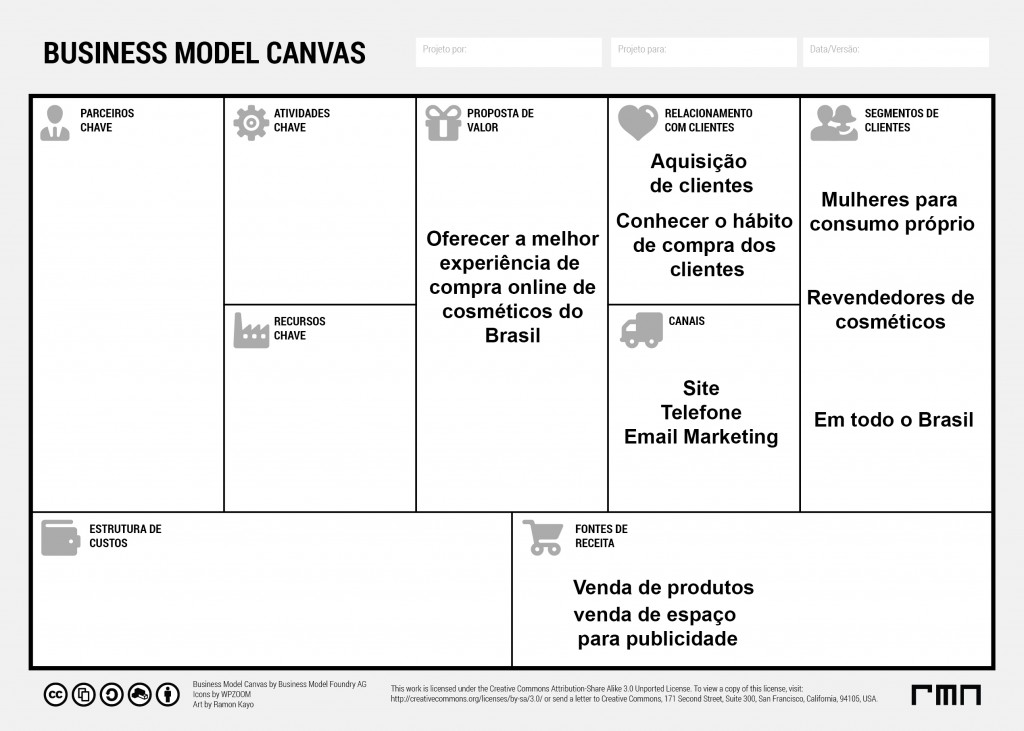 BUSINESS MODEL CANVAS
Projeto por:
Projeto para:
Data/Versão:
PARCEIROS
CHAVE
ATIVIDADES
CHAVE
RECURSOS
CHAVE
PROPOSTA DE
VALOR
Oferecer a melhor
experiência de
compra online de
cosméticos do
Brasil
RELACIONAMENTO
COM CLIENTES
Aquisição
de clientes
Conhecer o hábito
de compra dos
clientes
CANAIS
Site
Telefone
Email Marketing
SEGMENTOS DE
CLIENTES
Mulheres para
consumo próprio
Revendedores de
cosméticos
Em todo o Brasil
ESTRUTURA DE
CUSTOS
FONTES DE
RECEITA
Venda de produtos
venda de espaço
para publicidade
cc
Business Model Canvas by Business Model Foundry AG
Icons by WPZOOM
Art by Ramon Kayo
This work is licensed under the Creative Commons Attribution-Share Alike 3.0 Unported License. To view a copy of this license, visit:
http://creativecommons.org/licenses/by-sa/3.0/ or send a letter to Creative Commons, 171 Second Street, Suite 300, San Francisco, California, 94105, USA.
rmn